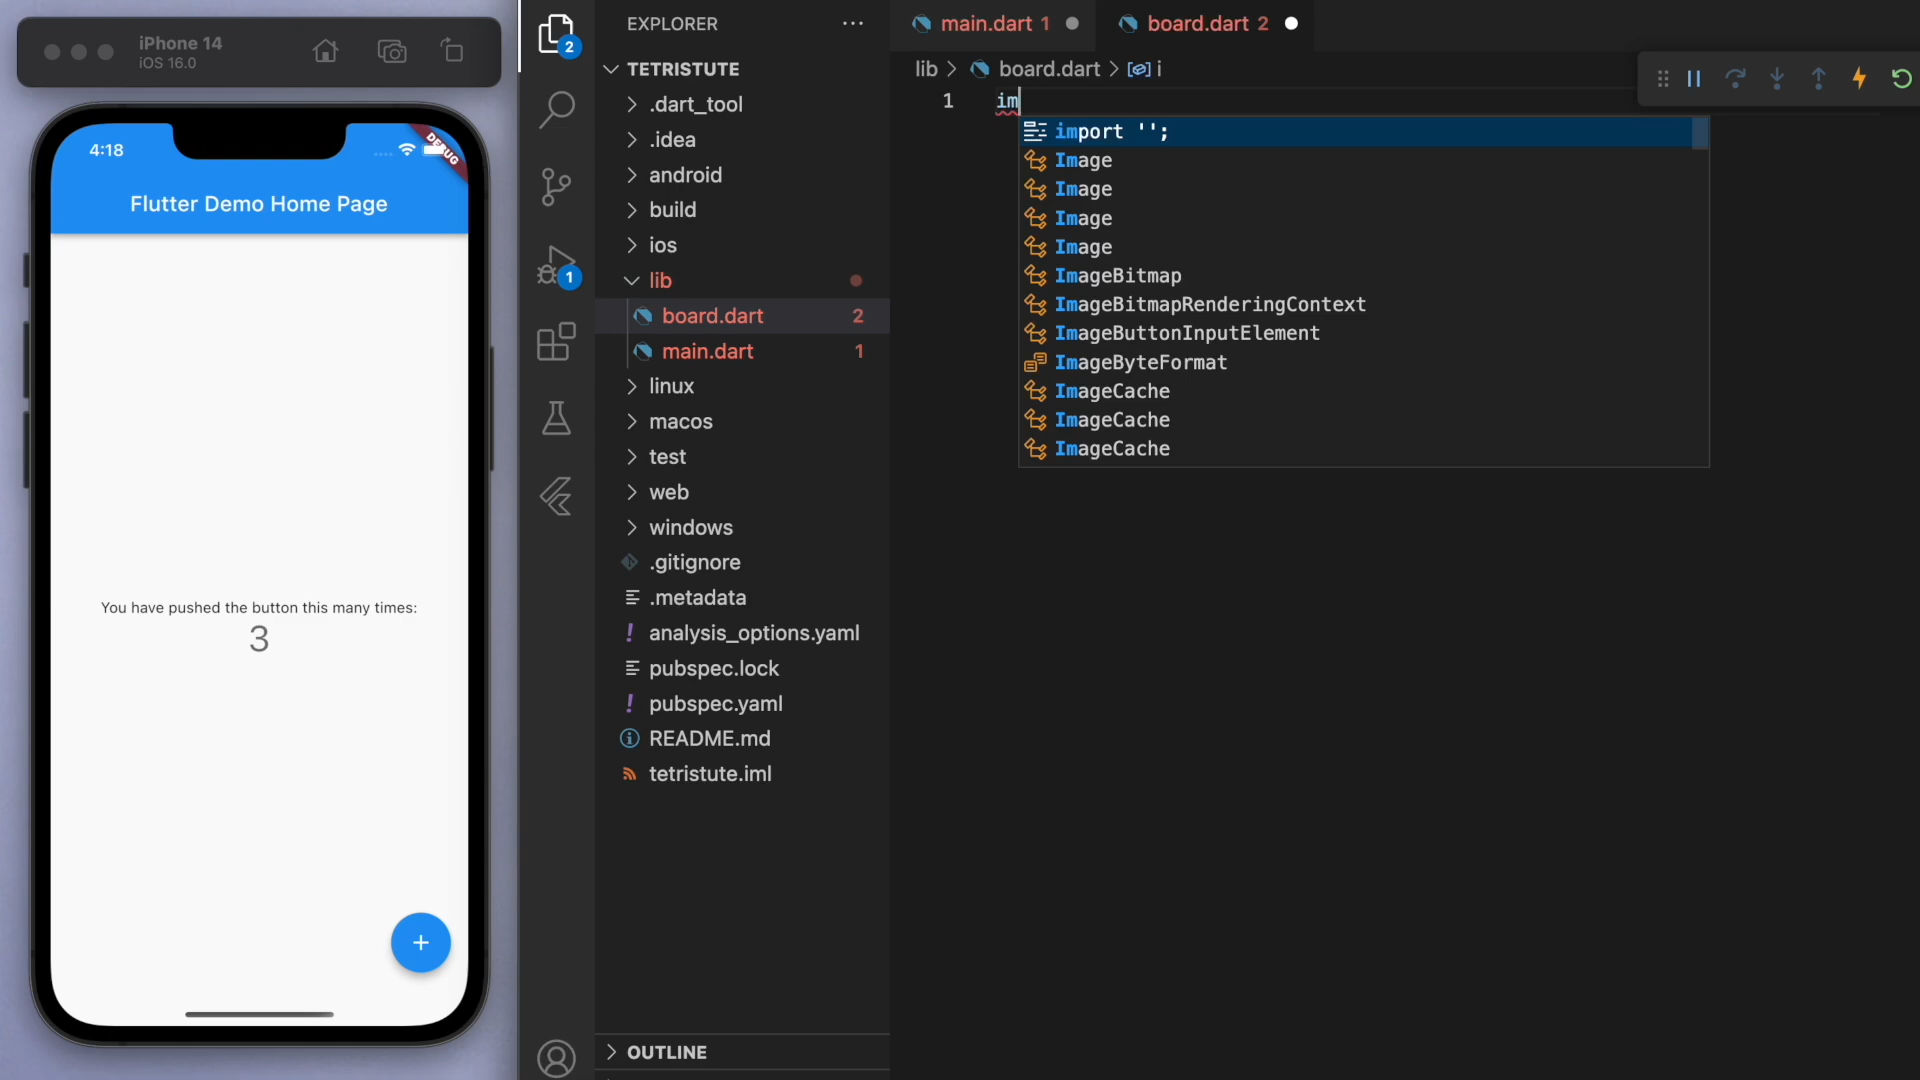 iPhone 14
iOS 16.0
4:18
DEBUG
Flutter Demo Home Page
You have pushed the button this many times:
3
+
2
1
EXPLORER
TETRISTUTE
.dart_tool
.idea
android
build
ios
lib
board.dart 2
main.dart 1
linux
macos
test
web
windows
.gitignore
.metadata
analysis_options.yaml
pubspec.lock
pubspec.yaml
README.md
tetristute.iml
OUTLINE
main.dart 1
board.dart 2
lib > board.dart > i
1 im
import '';
Image
Image
Image
Image
ImageBitmap
ImageBitmapRenderingContext
ImageButtonInputElement
ImageByteFormat
ImageCache
ImageCache
ImageCache